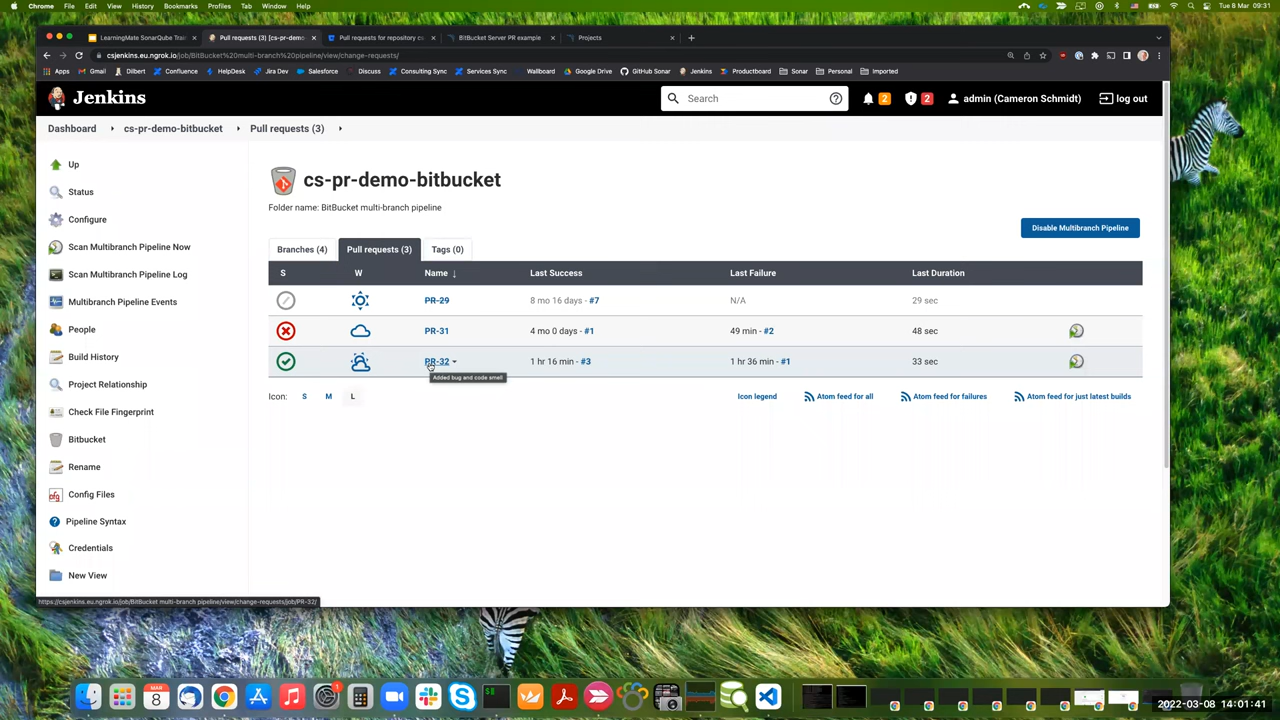 Chrome File Edit View History Bookmarks Profiles Tab Window Help Tue 8 Mar 09:31
LearningMate SonarQube Train Pull requests (3) [cs-pr-demo- Pull requests for repository cs- BitBucket Server PR example Projects
csjenkins.eu.ngrok.io/job/BitBucket%20multi-branch%20pipeline/view/change-requests/
Apps Gmail Dilbert Confluence HelpDesk Jira Dev Salesforce Discuss Consulting Sync Services Sync Wallboard Google Drive GitHub Sonar Jenkins Productboard Sonar Personal Imported
Jenkins Search 2 2 admin (Cameron Schmidt) log out
Dashboard cs-pr-demo-bitbucket Pull requests (3)
Up
Status
Configure
Scan Multibranch Pipeline Now
Scan Multibranch Pipeline Log
Multibranch Pipeline Events
People
Build History
Project Relationship
Check File Fingerprint
Bitbucket
Rename
Config Files
Pipeline Syntax
Credentials
New View
cs-pr-demo-bitbucket
Folder name: BitBucket multi-branch pipeline
Disable Multibranch Pipeline
Branches (4) Pull requests (3) Tags (0)
S W Name ↓ Last Success Last Failure Last Duration
PR-29 8 mo 16 days - #7 N/A 29 sec
PR-31 4 mo 0 days - #1 49 min - #2 48 sec
PR-32 1 hr 16 min - #3 1 hr 36 min - #1 33 sec
Added bug and code smell
Icon: S M L Icon legend Atom feed for all Atom feed for failures Atom feed for just latest builds
https://csjenkins.eu.ngrok.io/job/BitBucket multi-branch pipeline/view/change-requests/job/PR-32/
MAR
8
1
2022-03-08 14:01:41